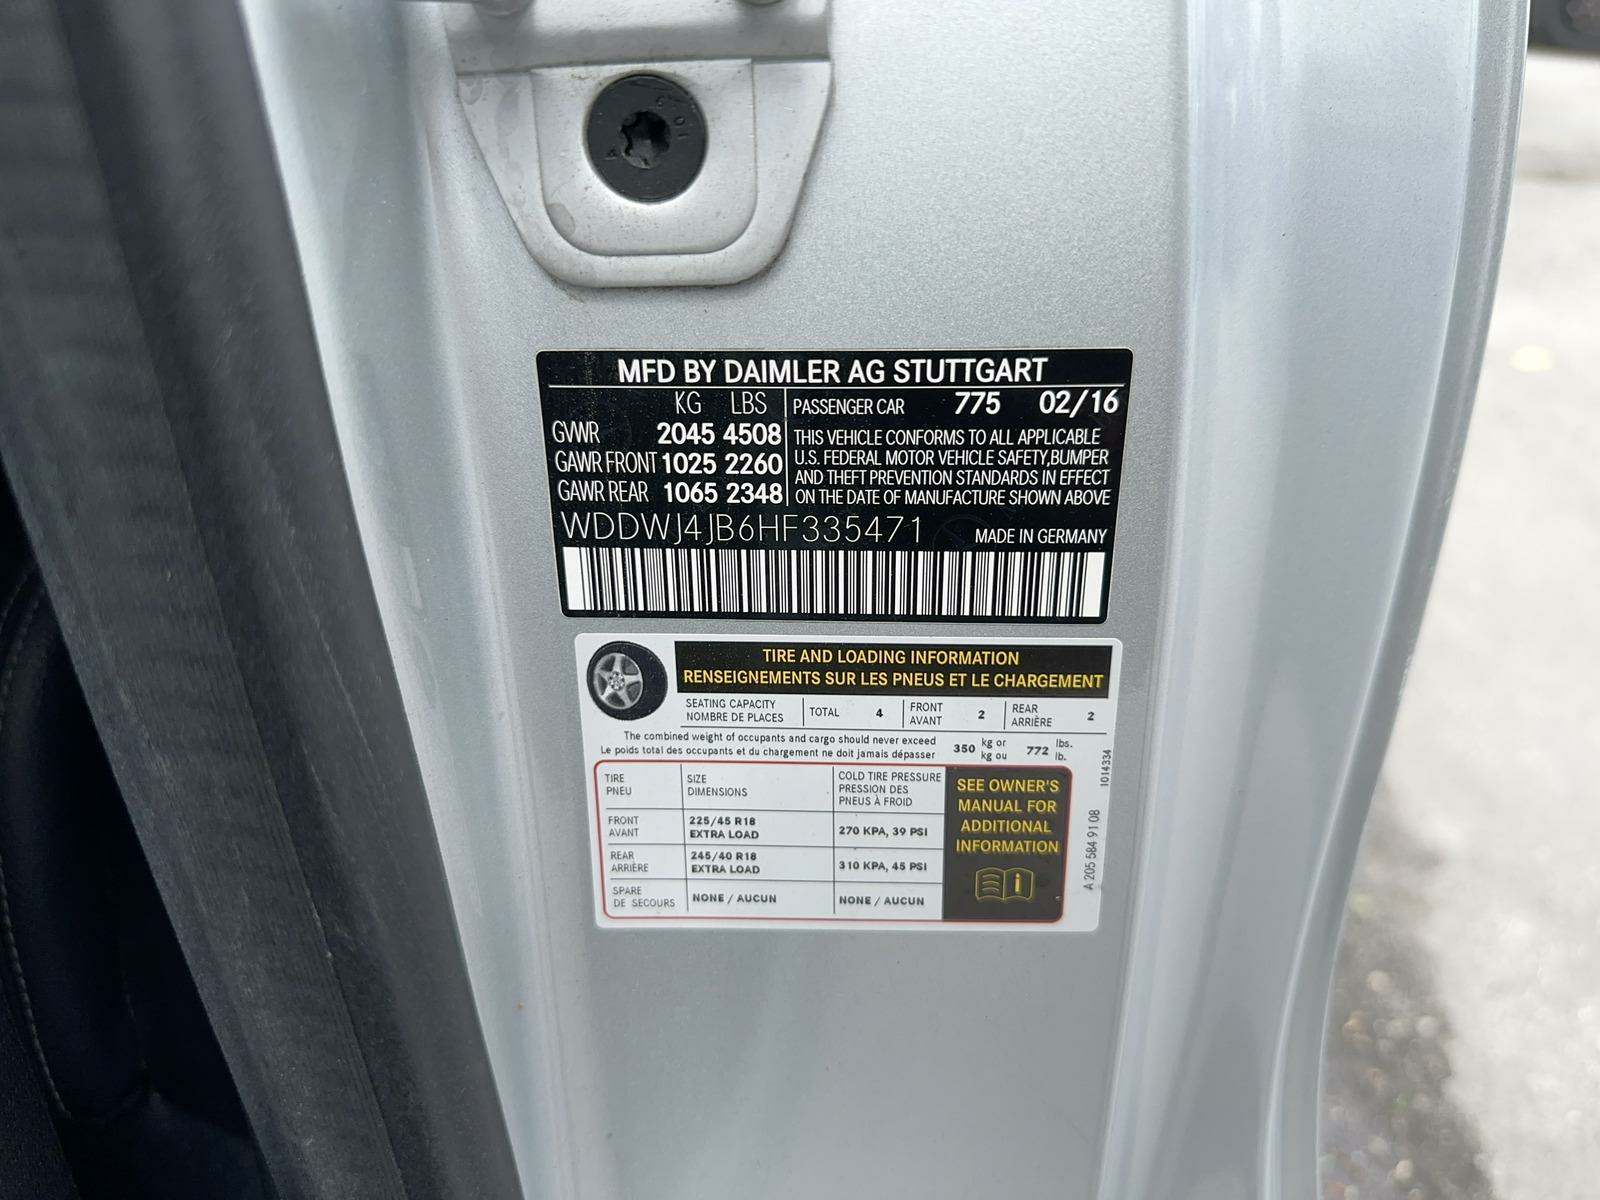 MFD BY DAIMLER AG STUTTGART
KG LBS PASSENGER CAR 775 02/16
GVWR 2045 4508
GAWR FRONT 1025 2260
GAWR REAR 1065 2348
THIS VEHICLE CONFORMS TO ALL APPLICABLE
U.S. FEDERAL MOTOR VEHICLE SAFETY,BUMPER
AND THEFT PREVENTION STANDARDS IN EFFECT
ON THE DATE OF MANUFACTURE SHOWN ABOVE
WDDWJ4JB6HF335471 MADE IN GERMANY
TIRE AND LOADING INFORMATION
RENSEIGNEMENTS SUR LES PNEUS ET LE CHARGEMENT
SEATING CAPACITY
NOMBRE DE PLACES
TOTAL 4
FRONT
AVANT
2
REAR
ARRIÈRE
2
The combined weight of occupants and cargo should never exceed
Le poids total des occupants et du chargement ne doit jamais dépasser
350 kg or
kg ou
772 lbs.
lb.
TIRE
PNEU
SIZE
DIMENSIONS
COLD TIRE PRESSURE
PRESSION DES
PNEUS À FROID
FRONT
AVANT
225/45 R18
EXTRA LOAD
270 KPA, 39 PSI
REAR
ARRIÈRE
245/40 R18
EXTRA LOAD
310 KPA, 45 PSI
SPARE
DE SECOURS
NONE / AUCUN
NONE / AUCUN
SEE OWNER'S
MANUAL FOR
ADDITIONAL
INFORMATION
A 205 584 91 08
1014334